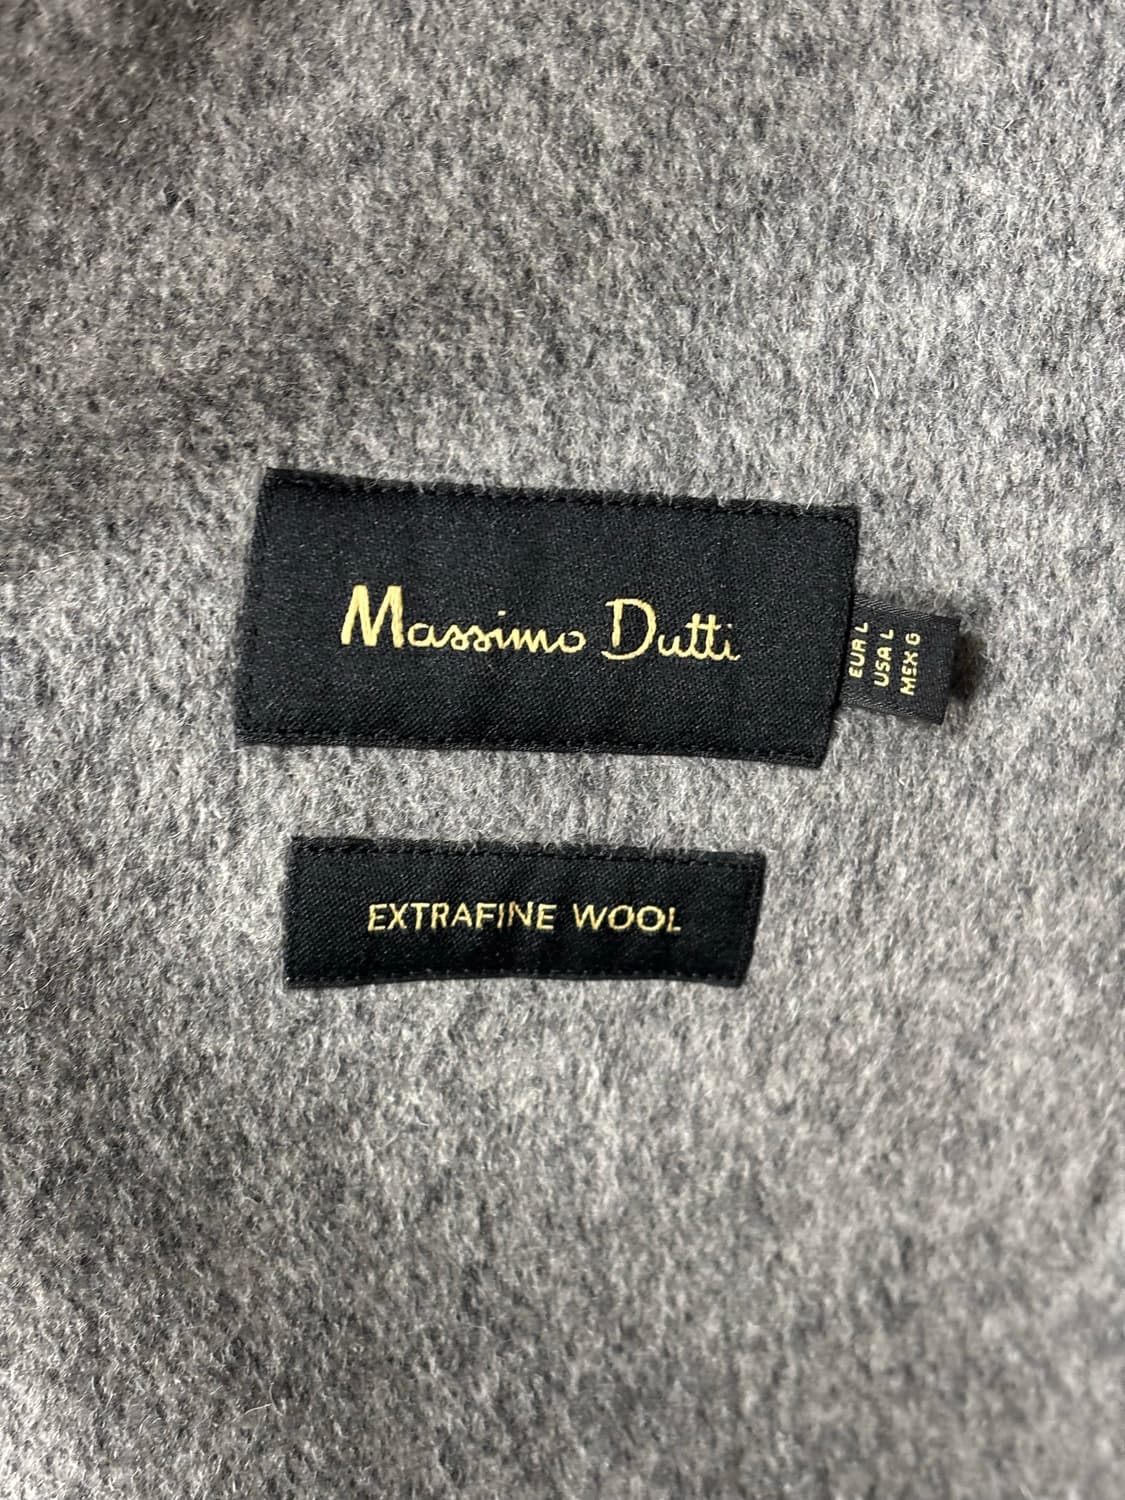 Massimo Dutti
EUR L
USA L
MEX G
EXTRAFINE WOOL